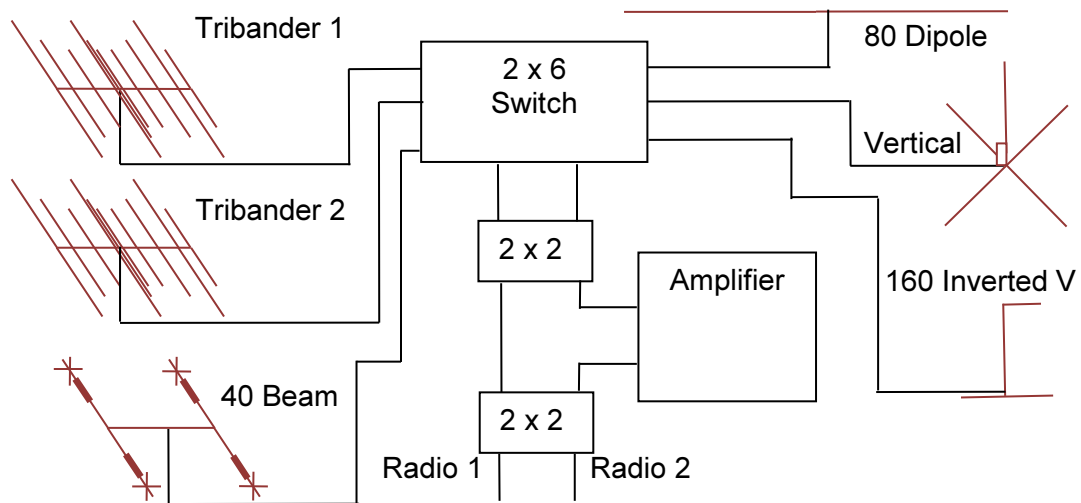 Tribander 1
2 x 6
Switch
80 Dipole
Vertical
Tribander 2
2 x 2
Amplifier
160 Inverted V
40 Beam
2 x 2
Radio 1
Radio 2